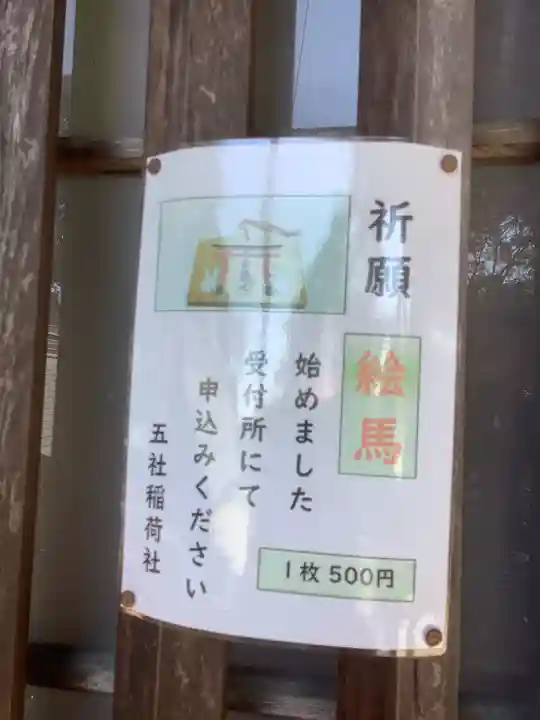 祈願
絵馬
始めました
受付所にて
申込みください
五社稲荷社
1枚500円